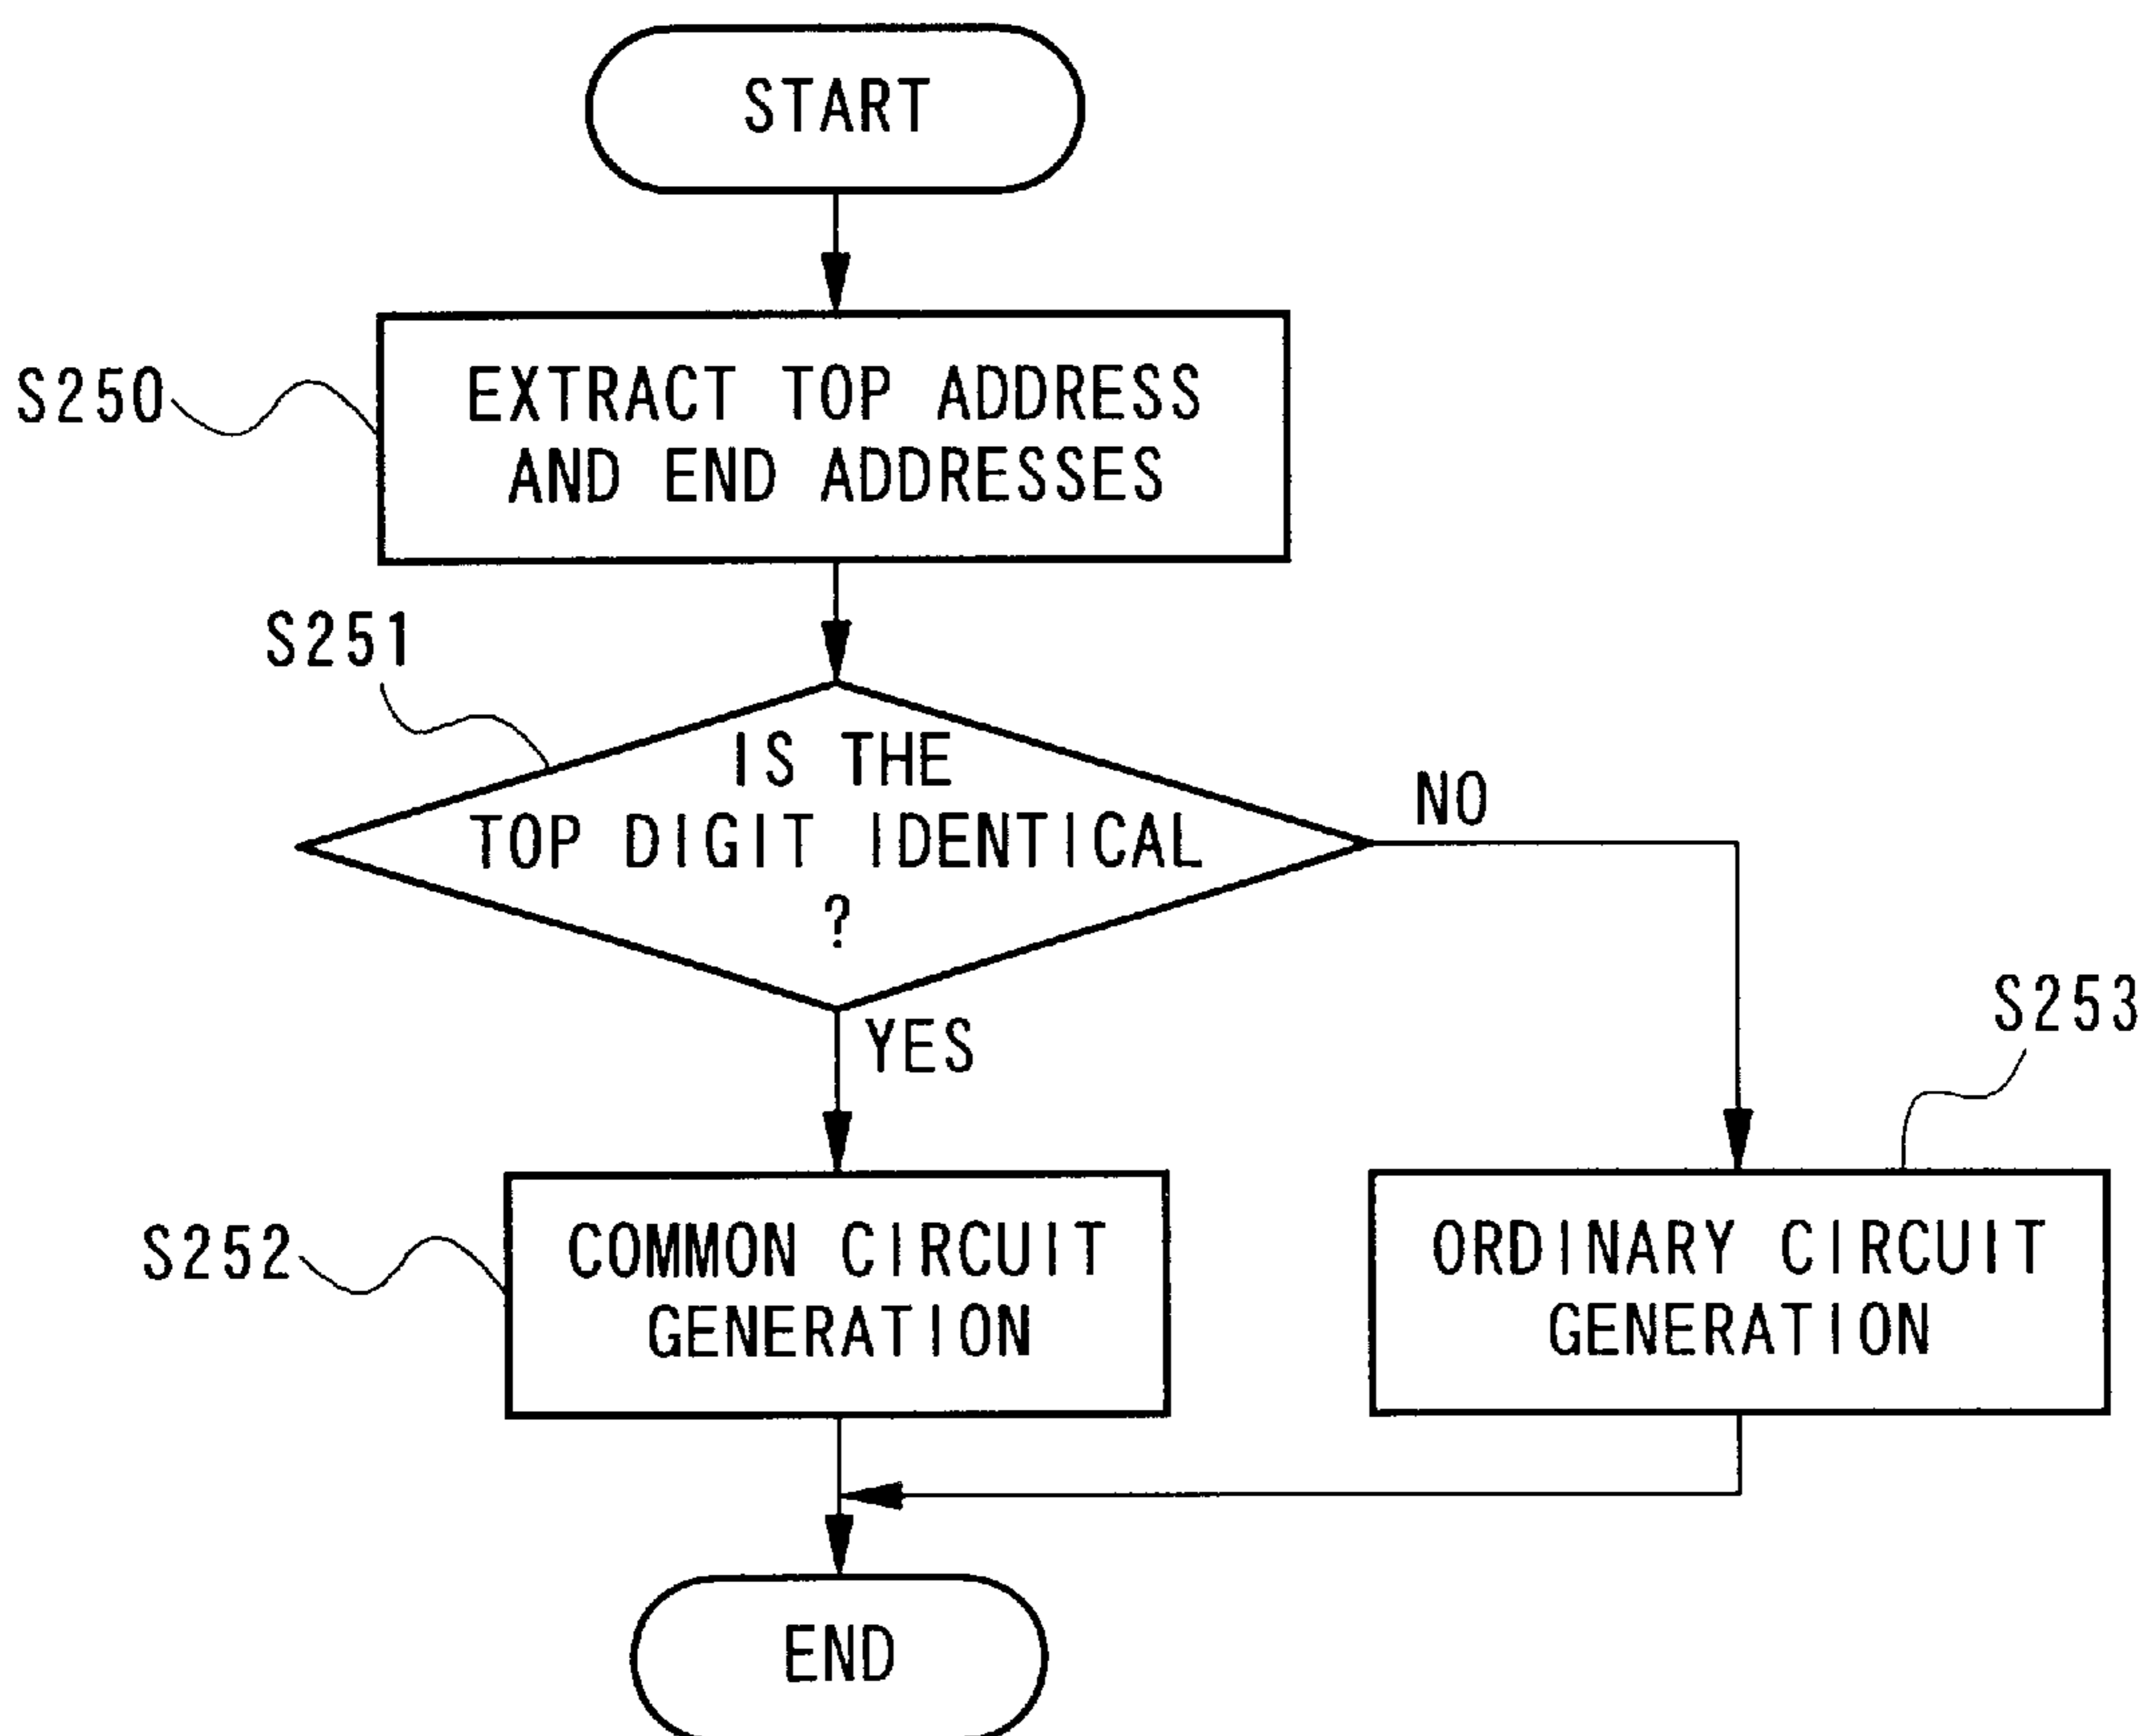 START
S250
EXTRACT TOP ADDRESS
AND END ADDRESSES
S251
IS THE
TOP DIGIT IDENTICAL
?
NO
YES
S253
S252
COMMON CIRCUIT
GENERATION
ORDINARY CIRCUIT
GENERATION
END